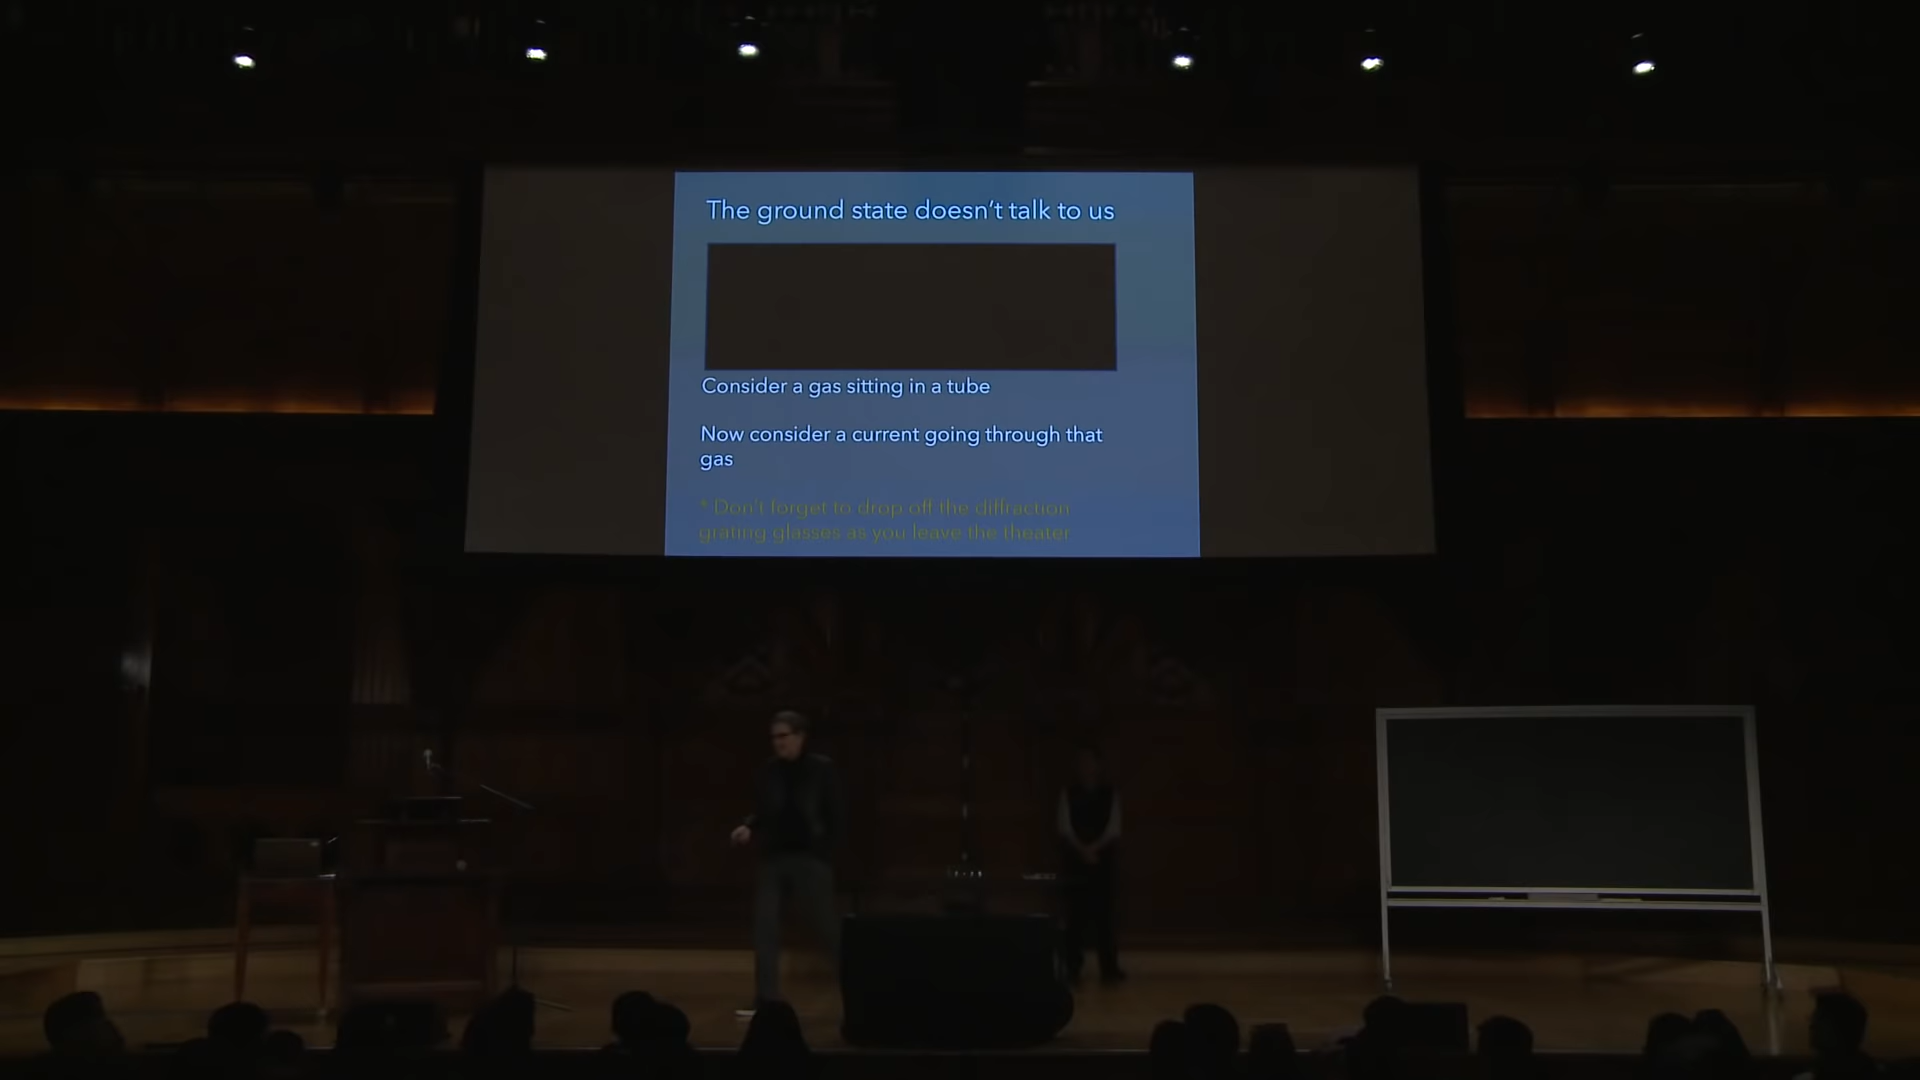 The ground state doesn't talk to us
Consider a gas sitting in a tube
Now consider a current going through that
gas
* Don't forget to drop off the diffraction
grating glasses as you leave the theater